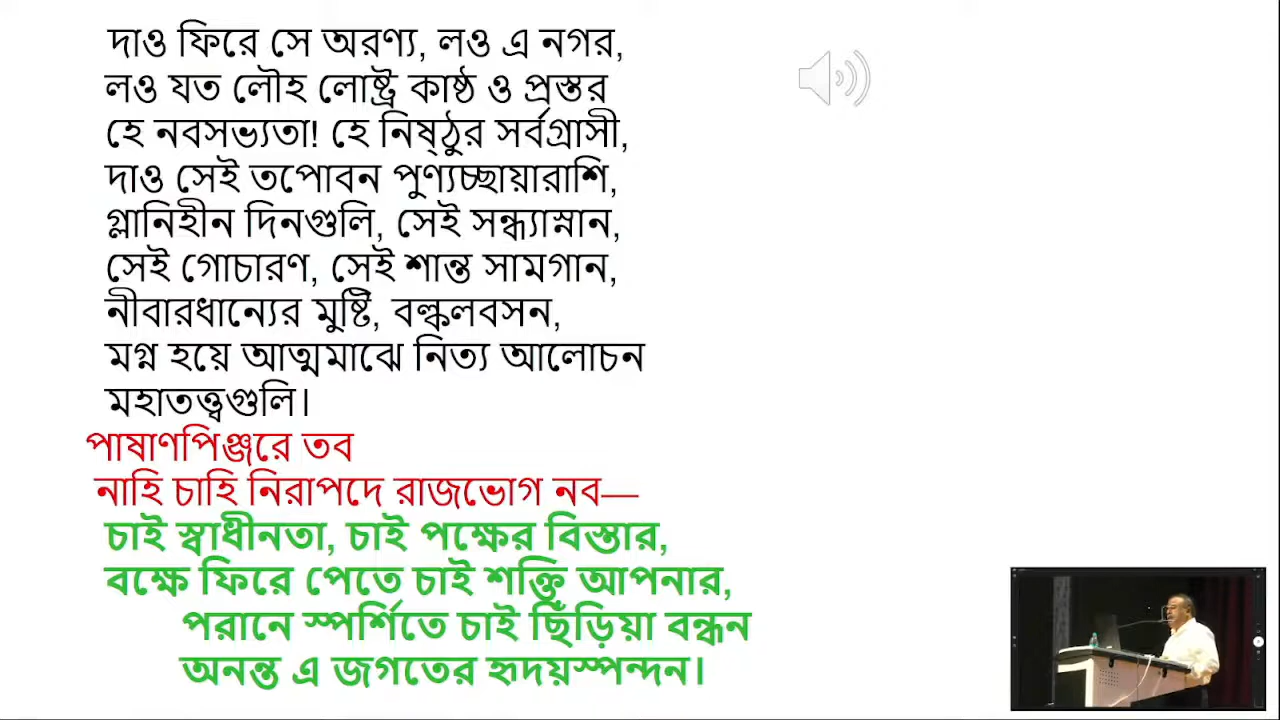 দাও ফিরে সে অরণ্য, লও এ নগর,
লও যত লৌহ লোষ্ট্র কাষ্ঠ ও প্রস্তর
হে নবসভ্যতা! হে নিষ্ঠুর সর্বগ্রাসী,
দাও সেই তপোবন পুণ্যচ্ছায়ারাশি,
গ্লানিহীন দিনগুলি, সেই সন্ধ্যাস্নান,
সেই গোচারণ, সেই শান্ত সামগান,
নীবারধান্যের মুষ্টি, বল্কলবসন,
মগ্ন হয়ে আত্মমাঝে নিত্য আলোচন
মহাতত্ত্বগুলি।
পাষাণপিঞ্জরে তব
নাহি চাহি নিরাপদে রাজভোগ নব—
চাই স্বাধীনতা, চাই পক্ষের বিস্তার,
বক্ষে ফিরে পেতে চাই শক্তি আপনার,
পরানে স্পর্শিতে চাই ছিঁড়িয়া বন্ধন
অনন্ত এ জগতের হৃদয়স্পন্দন।